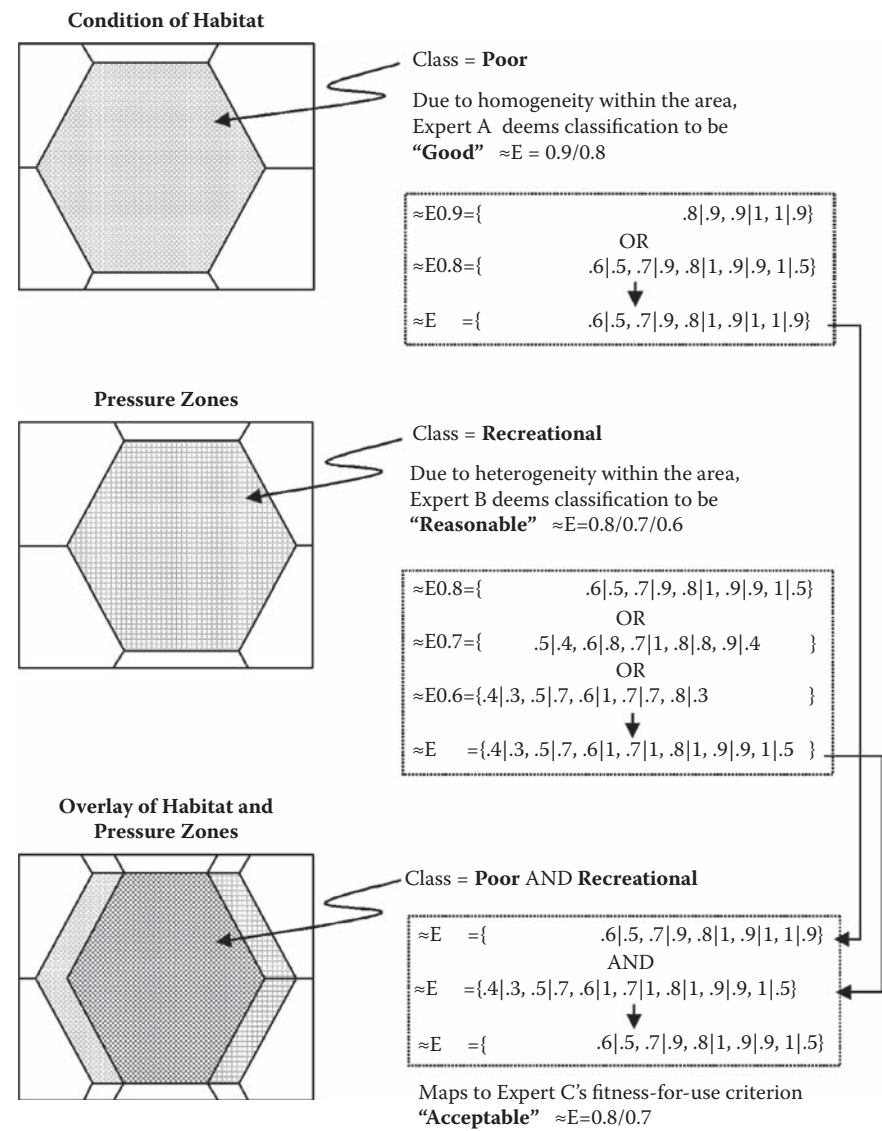 Condition of Habitat
Class = Poor
Due to homogeneity within the area,
Expert A deems classification to be
“Good” ≈E = 0.9/0.8
≈E0.9={ .8|.9, .9|1, 1|.9}
OR
≈E0.8={ .6|.5, .7|.9, .8|1, .9|.9, 1|.5}
≈E ={ .6|.5, .7|.9, .8|1, .9|1, 1|.9}
Pressure Zones
Class = Recreational
Due to heterogeneity within the area,
Expert B deems classification to be
“Reasonable” ≈E=0.8/0.7/0.6
≈E0.8={ .6|.5, .7|.9, .8|1, .9|.9, 1|.5}
OR
≈E0.7={ .5|.4, .6|.8, .7|1, .8|.8, .9|.4 }
OR
≈E0.6={.4|.3, .5|.7, .6|1, .7|.7, .8|.3 }
≈E ={.4|.3, .5|.7, .6|1, .7|1, .8|1, .9|.9, 1|.5 }
Overlay of Habitat and
Pressure Zones
Class = Poor AND Recreational
≈E ={ .6|.5, .7|.9, .8|1, .9|1, 1|.9}
AND
≈E ={.4|.3, .5|.7, .6|1, .7|1, .8|1, .9|.9, 1|.5}
≈E ={ .6|.5, .7|.9, .8|1, .9|.9, 1|.5}
Maps to Expert C’s fitness-for-use criterion
“Acceptable” ≈E=0.8/0.7